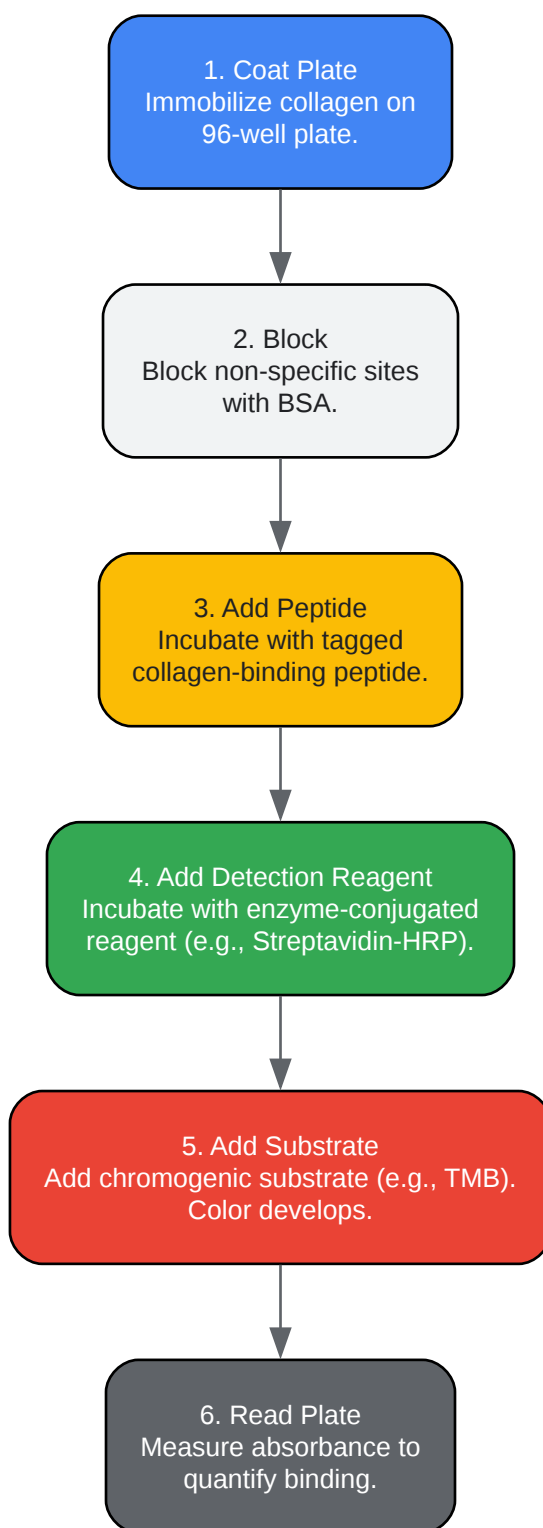 1. Coat Plate
Immobilize collagen on
96-well plate.
2. Block
Block non-specific sites
with BSA.
3. Add Peptide
Incubate with tagged
collagen-binding peptide.
4. Add Detection Reagent
Incubate with enzyme-conjugated
reagent (e.g., Streptavidin-HRP).
5. Add Substrate
Add chromogenic substrate (e.g., TMB).
Color develops.
6. Read Plate
Measure absorbance to
quantify binding.